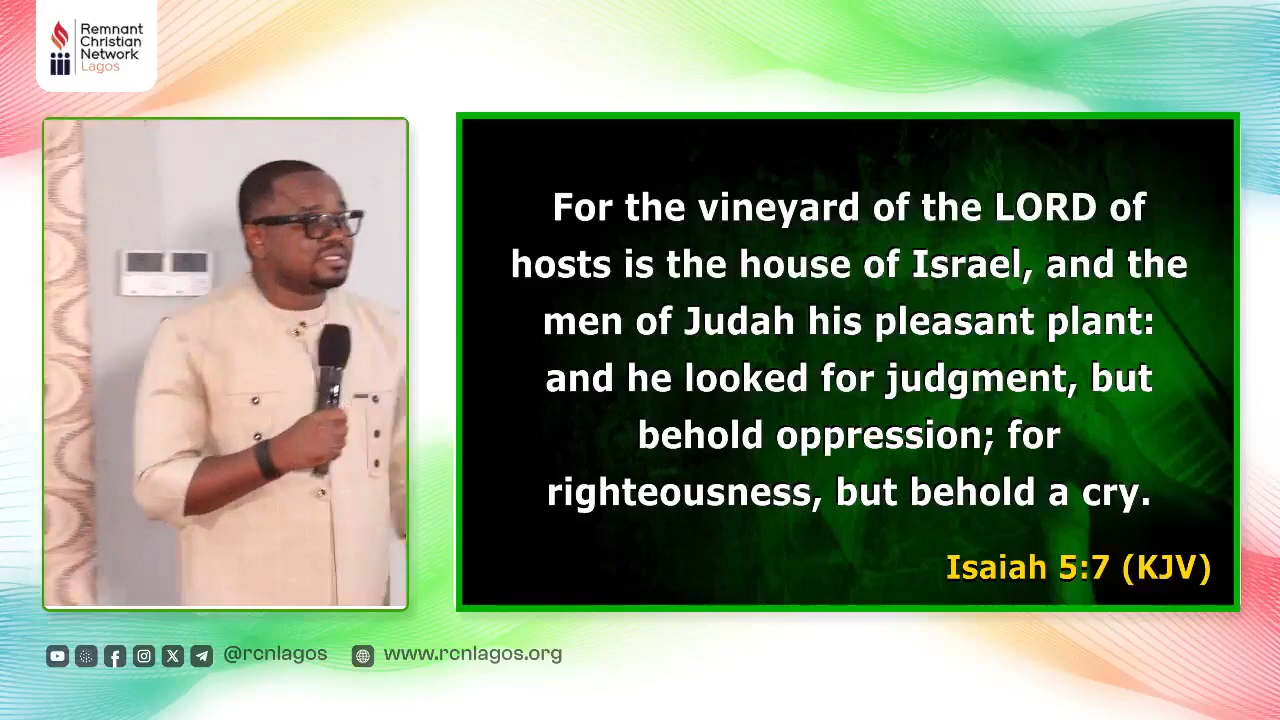 Remnant
Christian
Network
Lagos
For the vineyard of the LORD of
hosts is the house of Israel, and the
men of Judah his pleasant plant:
and he looked for judgment, but
behold oppression; for
righteousness, but behold a cry.
Isaiah 5:7 (KJV)
@rcnlagos
www.rcnlagos.org